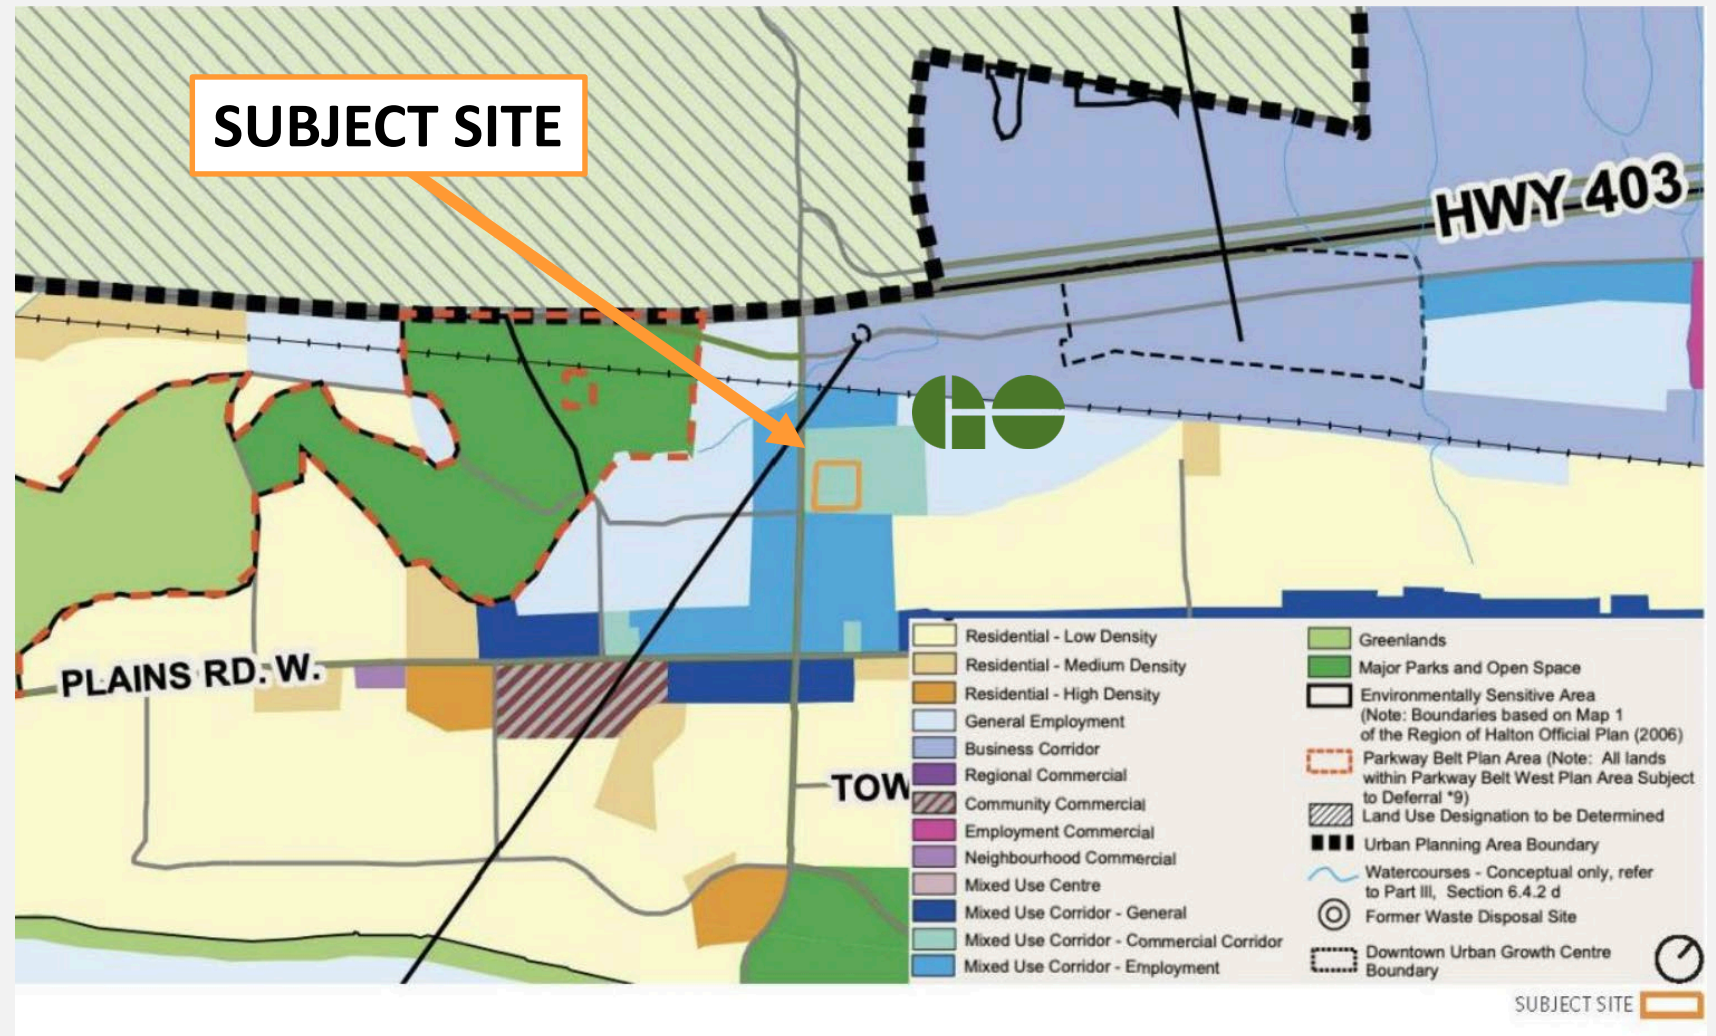 SUBJECT SITE
HWY 403
GO
PLAINS RD. W.
TOW
Residential - Low Density
Residential - Medium Density
Residential - High Density
General Employment
Business Corridor
Regional Commercial
Community Commercial
Employment Commercial
Neighbourhood Commercial
Mixed Use Centre
Mixed Use Corridor - General
Mixed Use Corridor - Commercial Corridor
Mixed Use Corridor - Employment
Greenlands
Major Parks and Open Space
Environmentally Sensitive Area
(Note: Boundaries based on Map 1
of the Region of Halton Official Plan (2006)
Parkway Belt Plan Area (Note: All lands
within Parkway Belt West Plan Area Subject
to Deferral *9)
Land Use Designation to be Determined
Urban Planning Area Boundary
Watercourses - Conceptual only, refer
to Part III, Section 6.4.2 d
Former Waste Disposal Site
Downtown Urban Growth Centre
Boundary
SUBJECT SITE